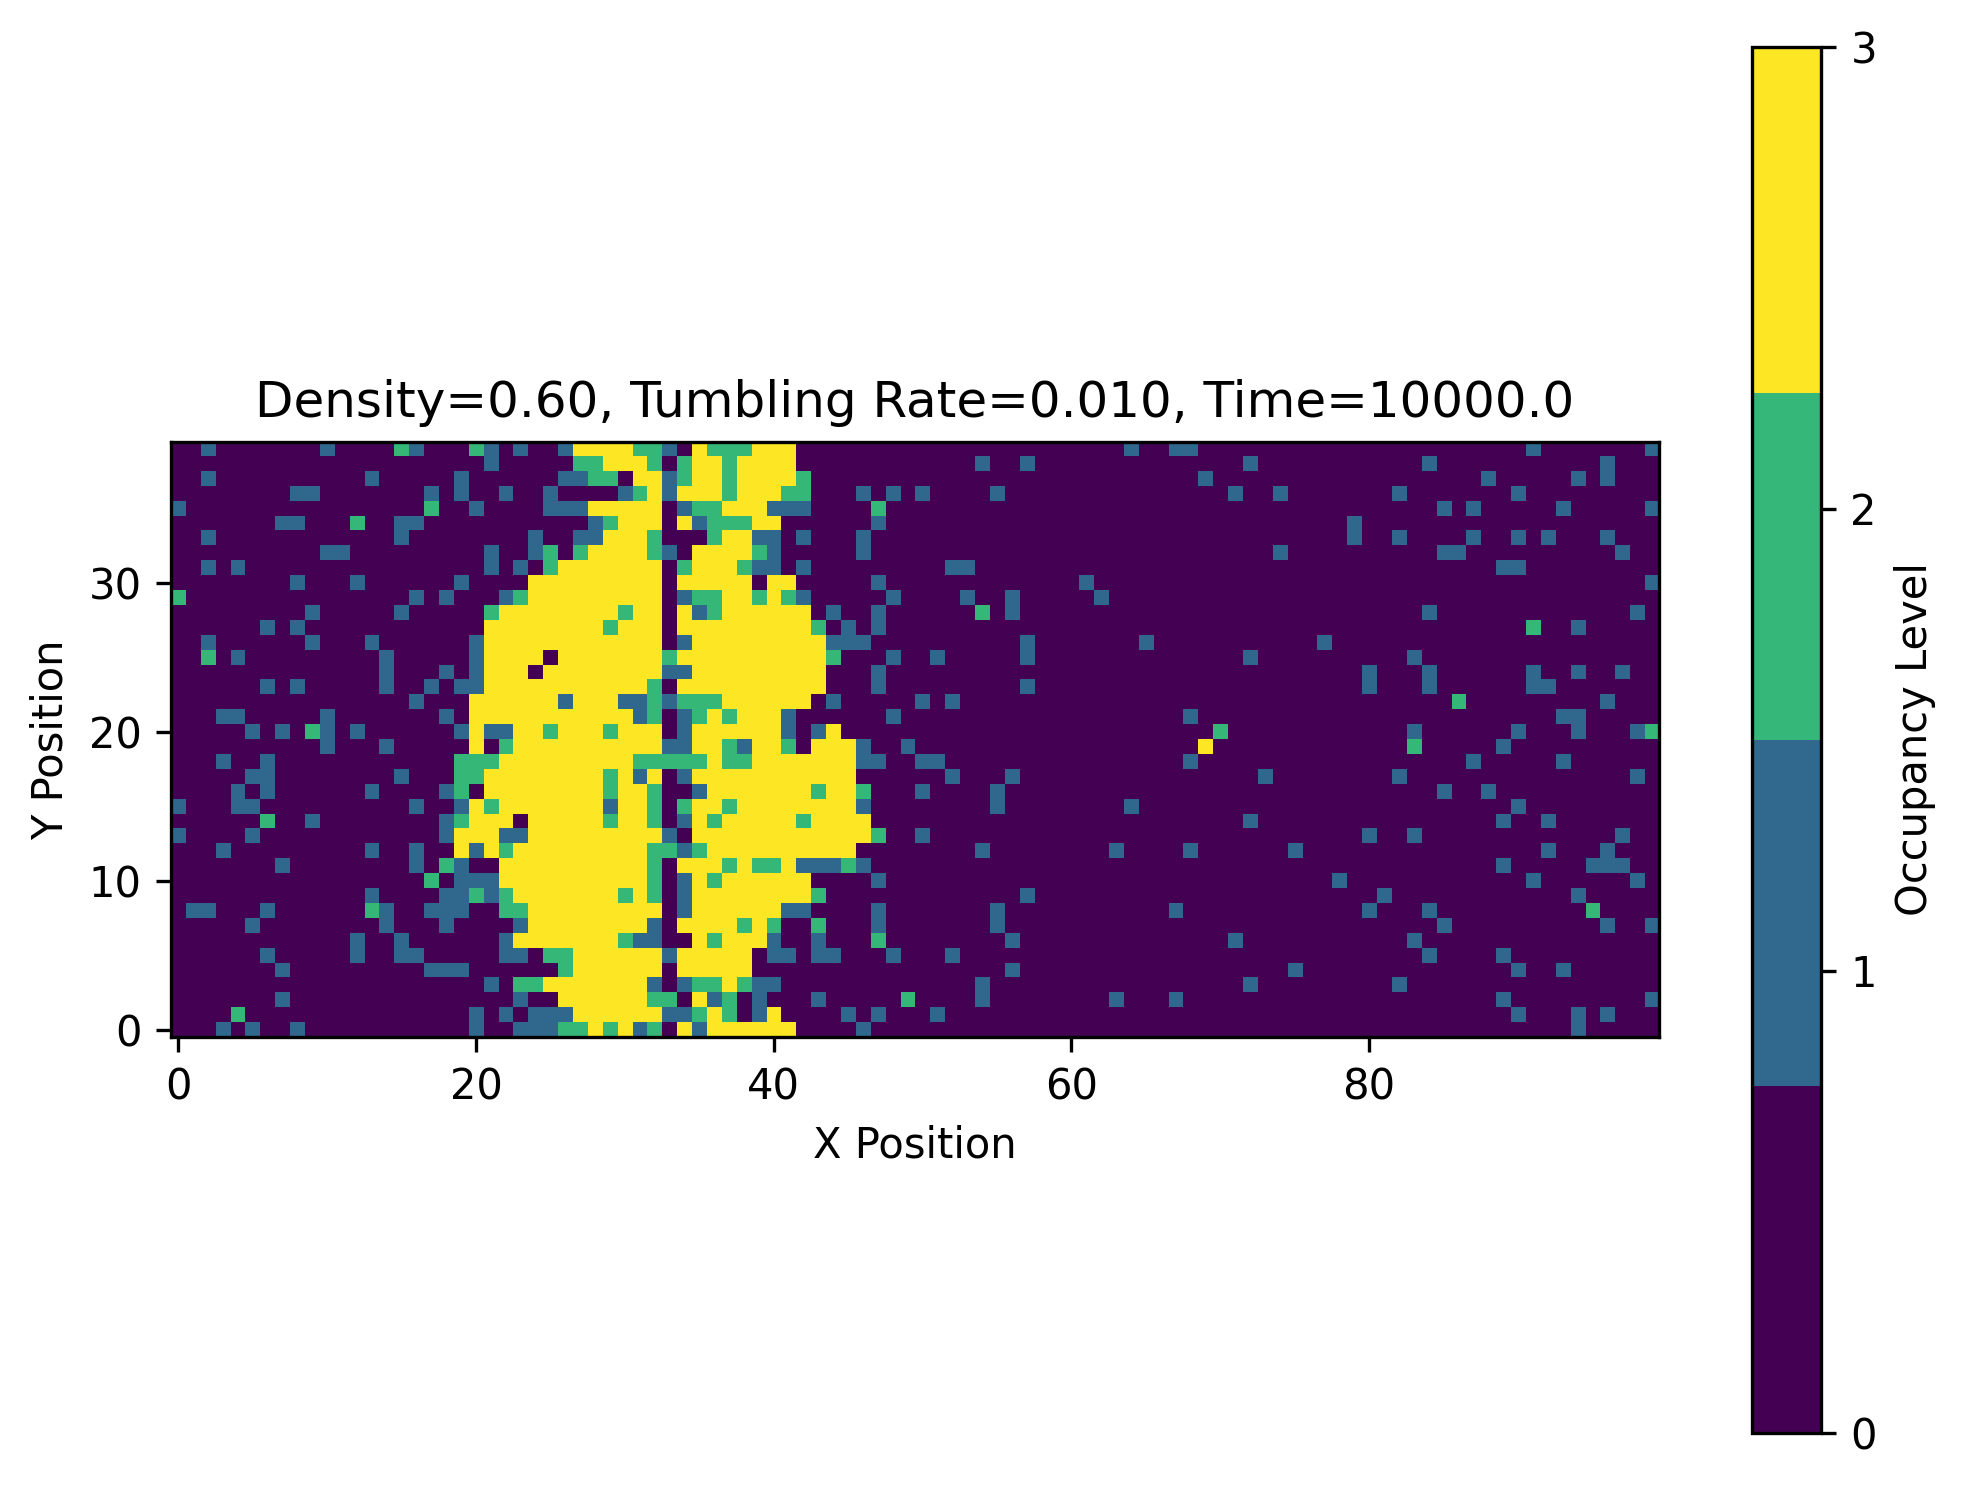 Density=0.60, Tumbling Rate=0.010, Time=10000.0
3
2
1
0
Occupancy Level
30
20
10
0
Y Position
0 20 40 60 80
X Position